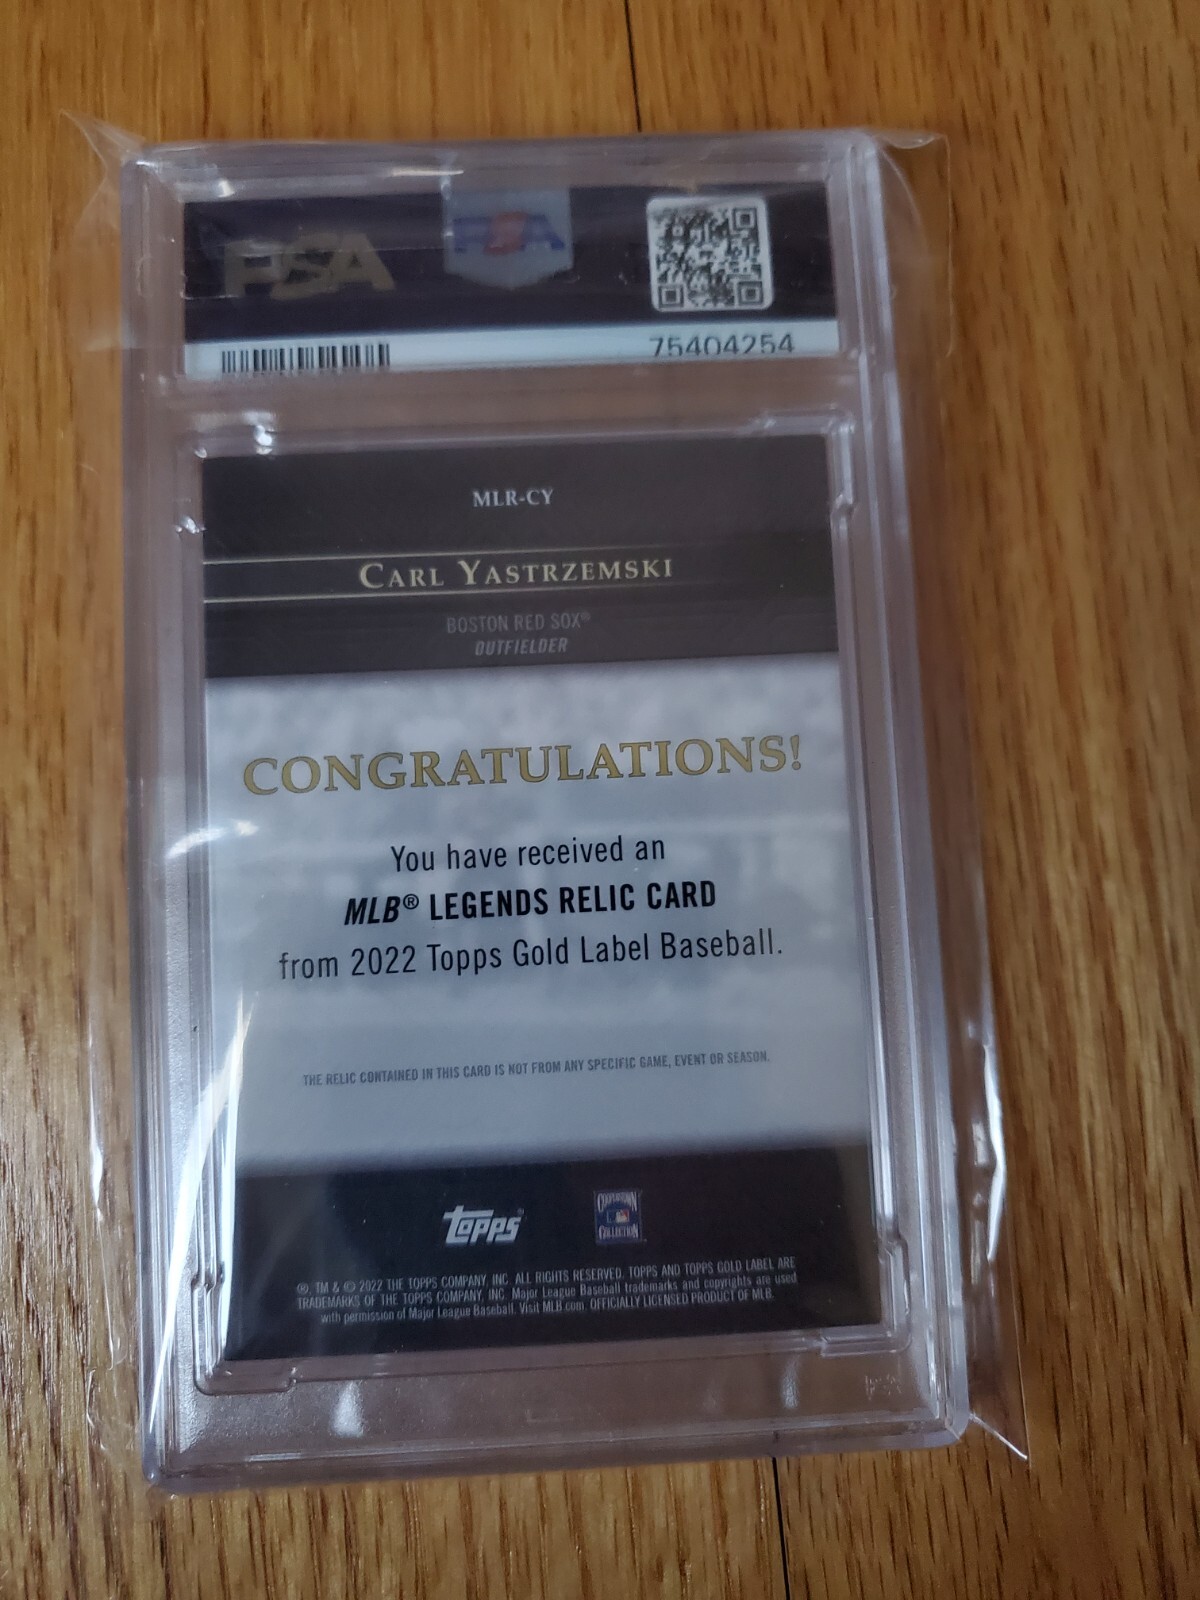 PSA
PSA
75404254
MLR-CY
CARL YASTRZEMSKI
BOSTON RED SOX®
OUTFIELDER
CONGRATULATIONS!
You have received an
MLB® LEGENDS RELIC CARD
from 2022 Topps Gold Label Baseball.
THE RELIC CONTAINED IN THIS CARD IS NOT FROM ANY SPECIFIC GAME, EVENT OR SEASON.
Topps
COOPERSTOWN
COLLECTION
®, TM & © 2022 THE TOPPS COMPANY, INC. ALL RIGHTS RESERVED. TOPPS AND TOPPS GOLD LABEL ARE
TRADEMARKS OF THE TOPPS COMPANY, INC. Major League Baseball trademarks and copyrights are used
with permission of Major League Baseball. Visit MLB.com. OFFICIALLY LICENSED PRODUCT OF MLB.